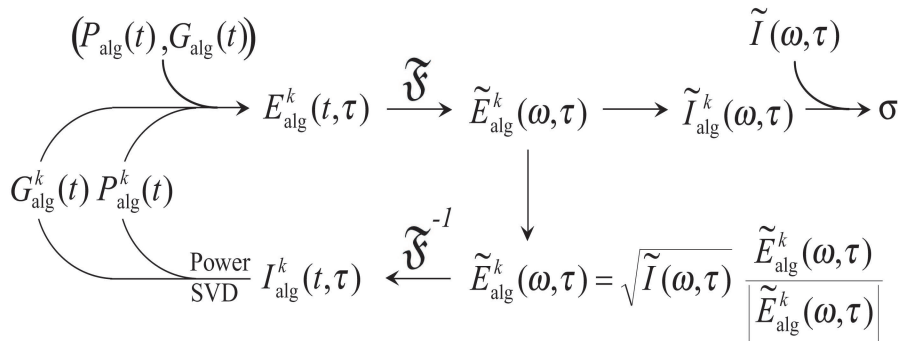 (P_alg(t), G_alg(t)) Ĩ(ω,τ)
E^k_alg(t,τ) 𝔉 Ẽ^k_alg(ω,τ) Ĩ^k_alg(ω,τ) σ
G^k_alg(t) P^k_alg(t)
Power SVD I^k_alg(t,τ) 𝔉^-1 Ẽ^k_alg(ω,τ) = √Ĩ(ω,τ) Ẽ^k_alg(ω,τ) / |Ẽ^k_alg(ω,τ)|